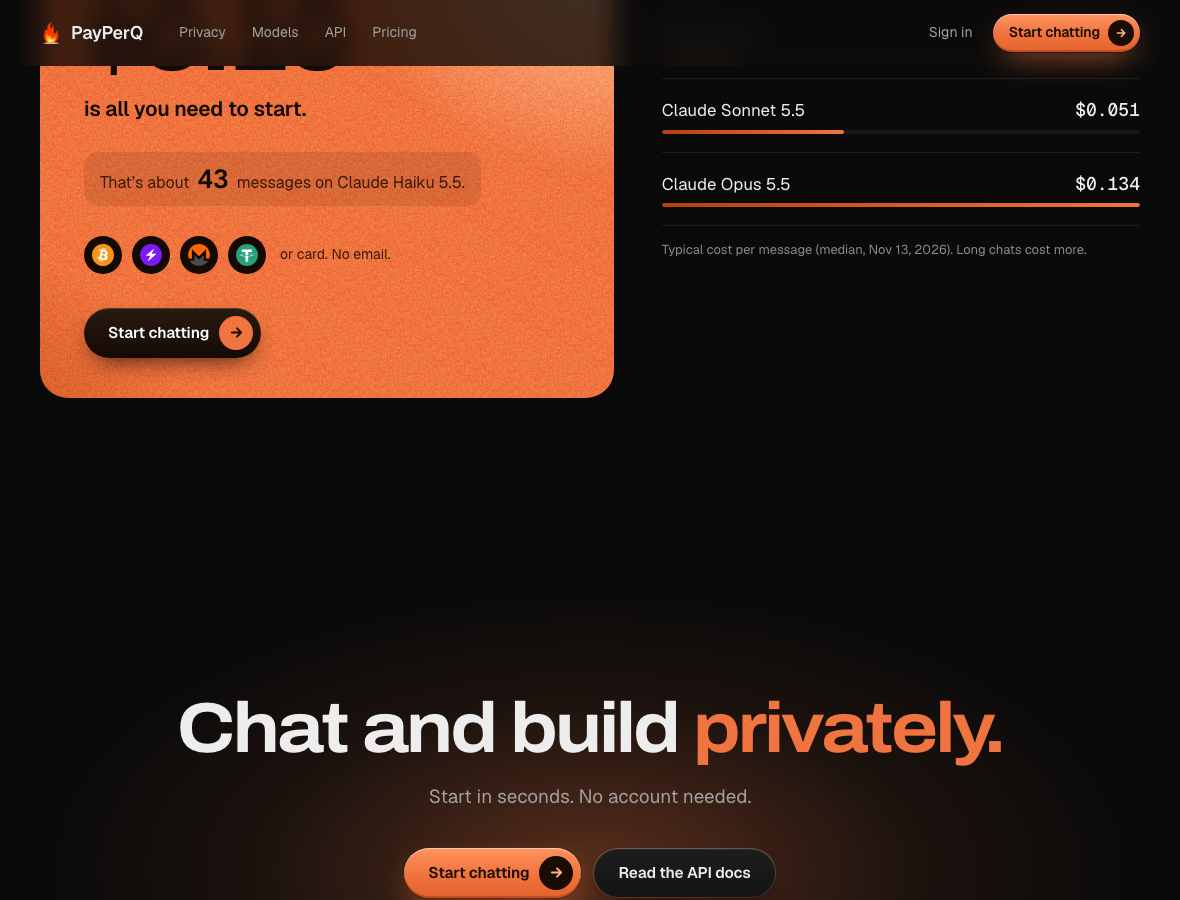 PayPerQ
Privacy
Models
API
Pricing
Sign in
Start chatting
is all you need to start.
That's about 43 messages on Claude Haiku 5.5.
or card. No email.
Start chatting
Claude Sonnet 5.5
$0.051
Claude Opus 5.5
$0.134
Typical cost per message (median, Nov 13, 2026). Long chats cost more.
Chat and build privately.
Start in seconds. No account needed.
Start chatting
Read the API docs